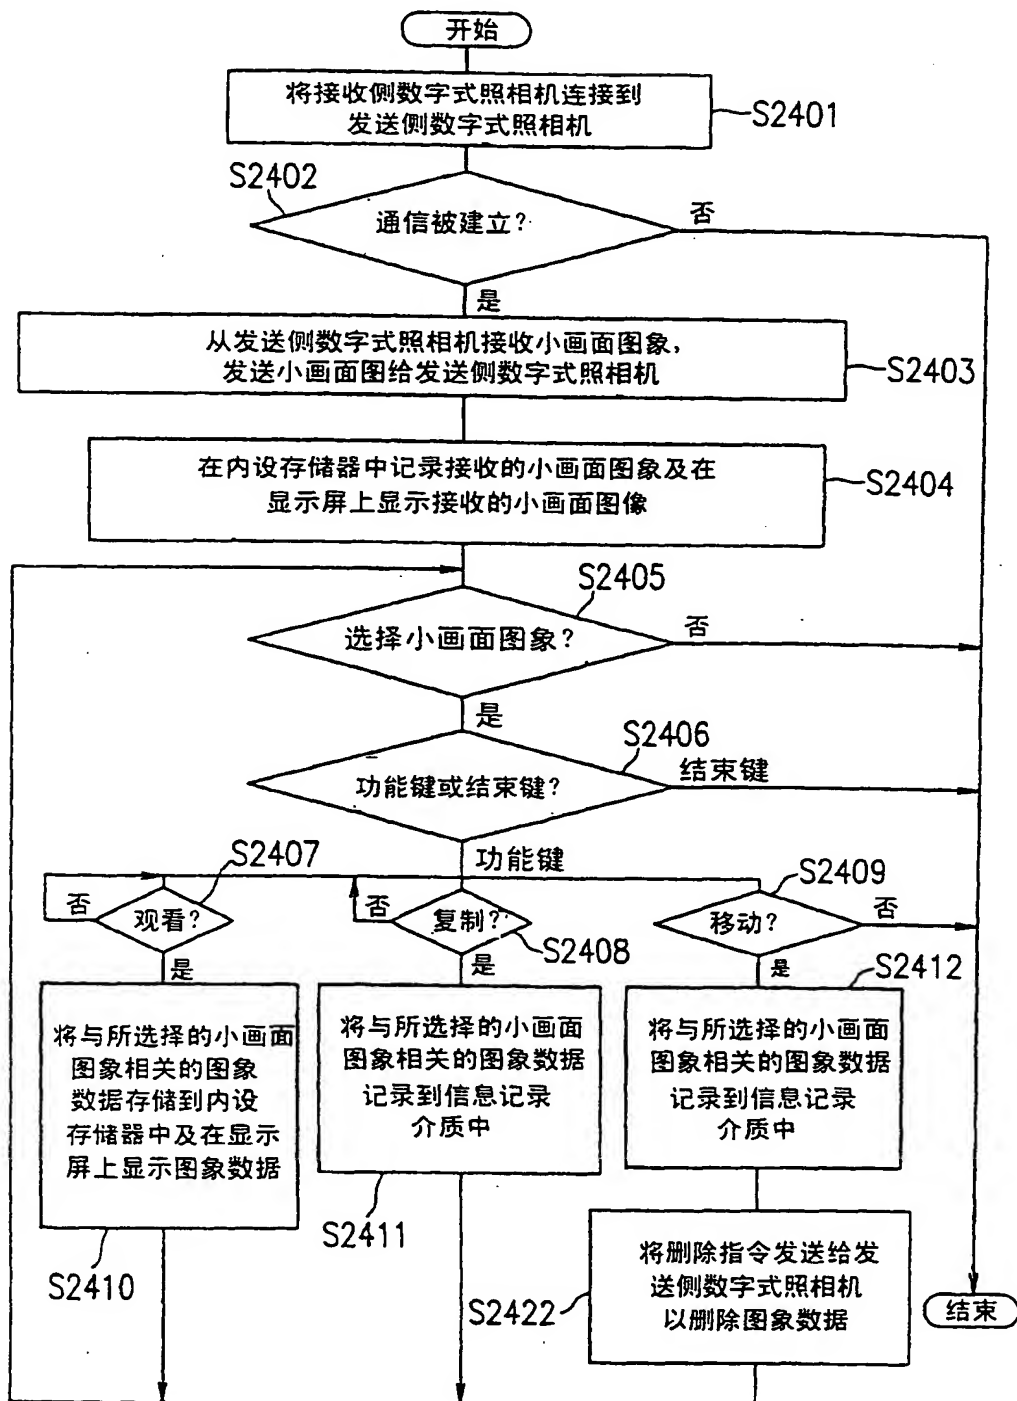 开始
将接收侧数字式照相机连接到
发送侧数字式照相机
S2401
S2402
通信被建立?
否
是
从发送侧数字式照相机接收小画面图象,
发送小画面图给发送侧数字式照相机
S2403
在内设存储器中记录接收的小画面图象及在
显示屏上显示接收的小画面图像
S2404
S2405
选择小画面图象?
否
是
S2406
功能键或结束键?
结束键
功能键
S2407
观看?
否
是
复制?
否
S2408
是
S2409
移动?
否
是
S2412
将与所选择的小画面
图象相关的图象
数据存储到内设
存储器中及在显示
屏上显示图象数据
S2410
将与所选择的小画面
图象相关的图象数据
记录到信息记录
介质中
S2411
将与所选择的小画面
图象相关的图象数据
记录到信息记录
介质中
将删除指令发送给发
送侧数字式照相机
以删除图象数据
S2422
结束